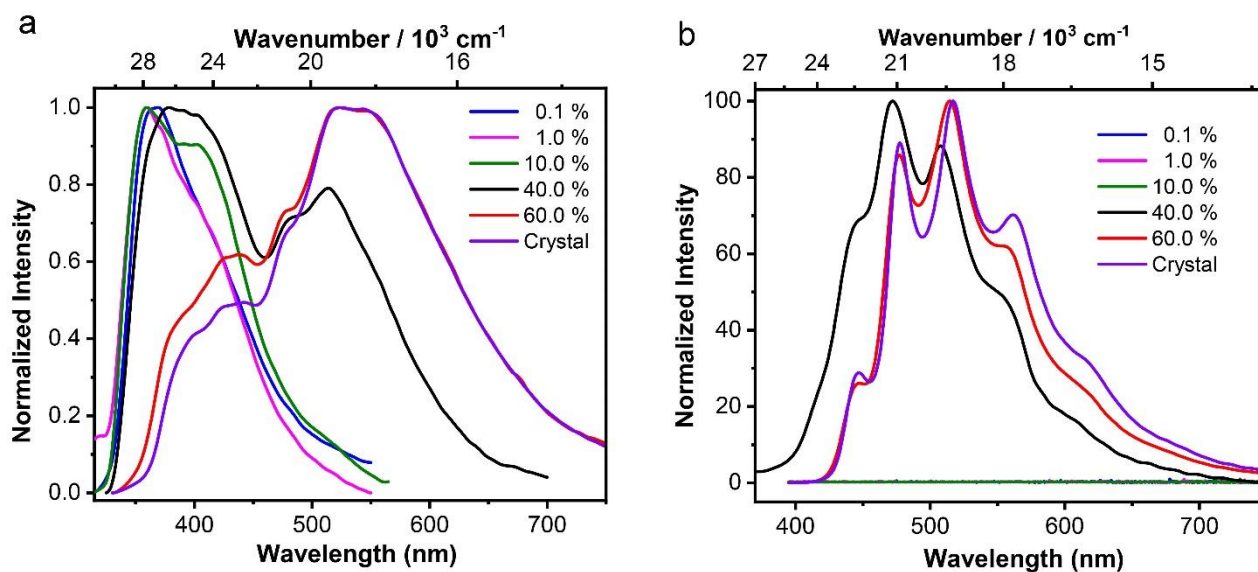 a
Wavenumber / 10³ cm⁻¹
28 24 20 16
1.0
0.8
0.6
0.4
0.2
0.0
Normalized Intensity
0.1 %
1.0 %
10.0 %
40.0 %
60.0 %
Crystal
400 500 600 700
Wavelength (nm)
b
Wavenumber / 10³ cm⁻¹
27 24 21 18 15
100
80
60
40
20
0
Normalized Intensity
0.1 %
1.0 %
10.0 %
40.0 %
60.0 %
Crystal
400 500 600 700
Wavelength (nm)